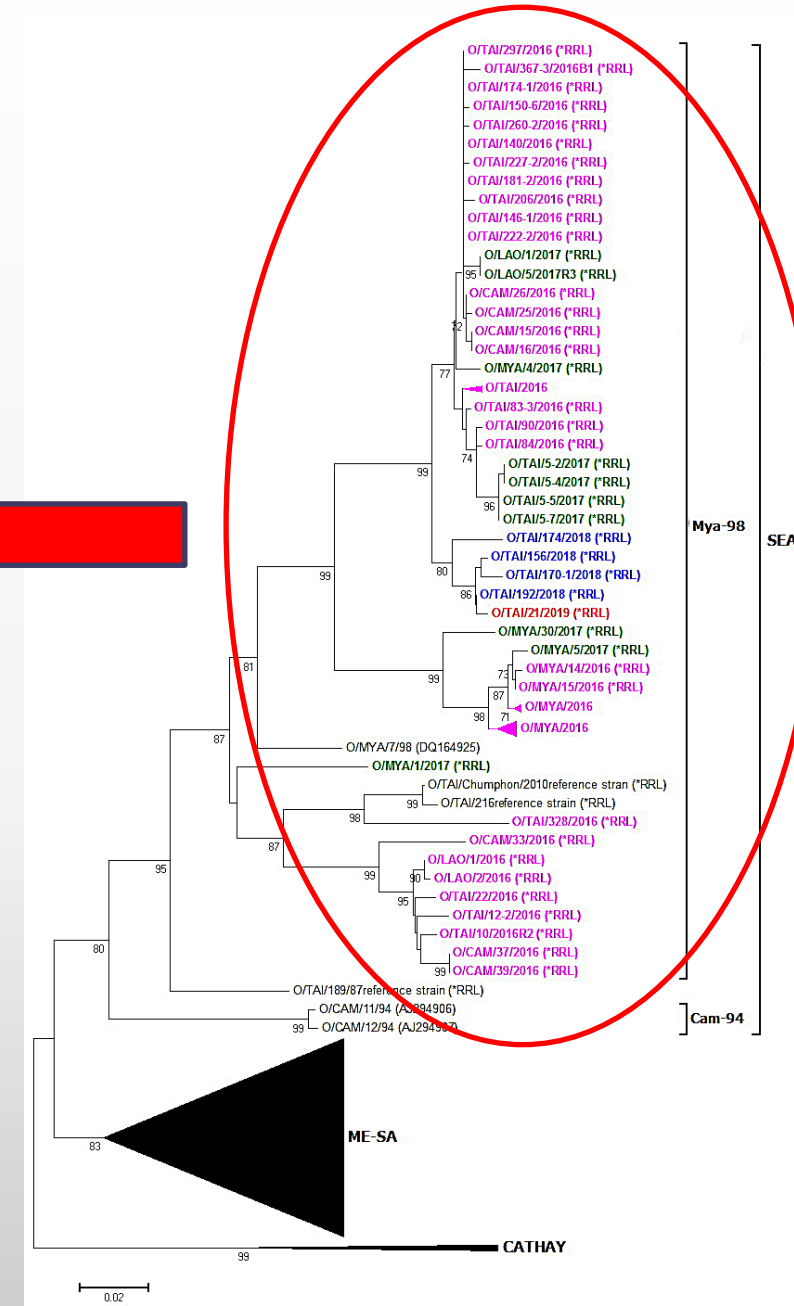 O/TAI/297/2016 (*RRL)
O/TAI/367-3/2016B1 (*RRL)
O/TAI/174-1/2016 (*RRL)
O/TAI/150-6/2016 (*RRL)
O/TAI/260-2/2016 (*RRL)
O/TAI/140/2016 (*RRL)
O/TAI/227-2/2016 (*RRL)
O/TAI/181-2/2016 (*RRL)
O/TAI/206/2016 (*RRL)
O/TAI/146-1/2016 (*RRL)
O/TAI/222-2/2016 (*RRL)
O/LAO/1/2017 (*RRL)
95
O/LAO/5/2017R3 (*RRL)
O/CAM/26/2016 (*RRL)
O/CAM/25/2016 (*RRL)
O/CAM/15/2016 (*RRL)
O/CAM/16/2016 (*RRL)
O/MYA/4/2017 (*RRL)
77
O/TAI/2016
O/TAI/83-3/2016 (*RRL)
O/TAI/90/2016 (*RRL)
O/TAI/84/2016 (*RRL)
74
O/TAI/5-2/2017 (*RRL)
99
O/TAI/5-4/2017 (*RRL)
O/TAI/5-5/2017 (*RRL)
96
O/TAI/5-7/2017 (*RRL)
Mya-98
O/TAI/174/2018 (*RRL)
SEA
O/TAI/156/2018 (*RRL)
80
O/TAI/170-1/2018 (*RRL)
99
86
O/TAI/192/2018 (*RRL)
O/TAI/21/2019 (*RRL)
O/MYA/30/2017 (*RRL)
O/MYA/5/2017 (*RRL)
81
O/MYA/14/2016 (*RRL)
73
99
O/MYA/15/2016 (*RRL)
87
O/MYA/2016
98
71
O/MYA/2016
87
O/MYA/7/98 (DQ164925)
O/MYA/1/2017 (*RRL)
O/TAI/Chumphon/2010reference stran (*RRL)
99
O/TAI/216reference strain (*RRL)
98
O/TAI/328/2016 (*RRL)
O/CAM/33/2016 (*RRL)
87
O/LAO/1/2016 (*RRL)
95
99
90
O/LAO/2/2016 (*RRL)
O/TAI/22/2016 (*RRL)
95
O/TAI/12-2/2016 (*RRL)
O/TAI/10/2016R2 (*RRL)
80
O/CAM/37/2016 (*RRL)
99
O/CAM/39/2016 (*RRL)
O/TAI/189/87reference strain (*RRL)
O/CAM/11/94 (AJ294906)
Cam-94
99
O/CAM/12/94 (AJ294907)
ME-SA
83
CATHAY
99
0.02